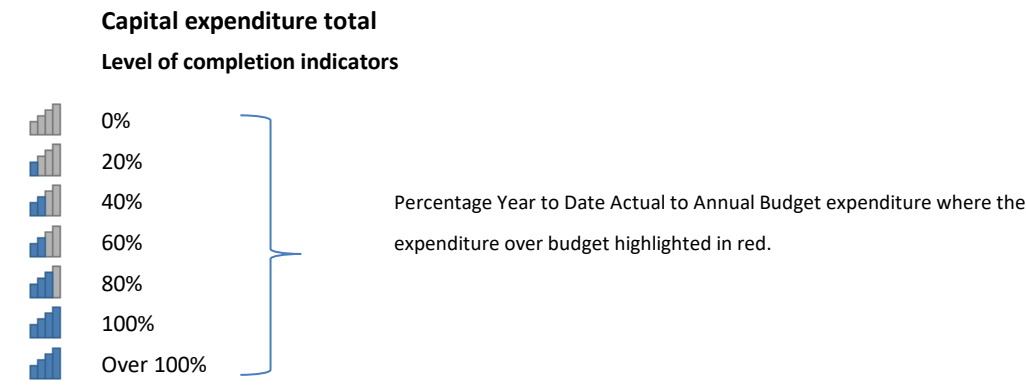 Capital expenditure total
Level of completion indicators
0%
20%
40%
Percentage Year to Date Actual to Annual Budget expenditure where the
60%
expenditure over budget highlighted in red.
80%
100%
Over 100%